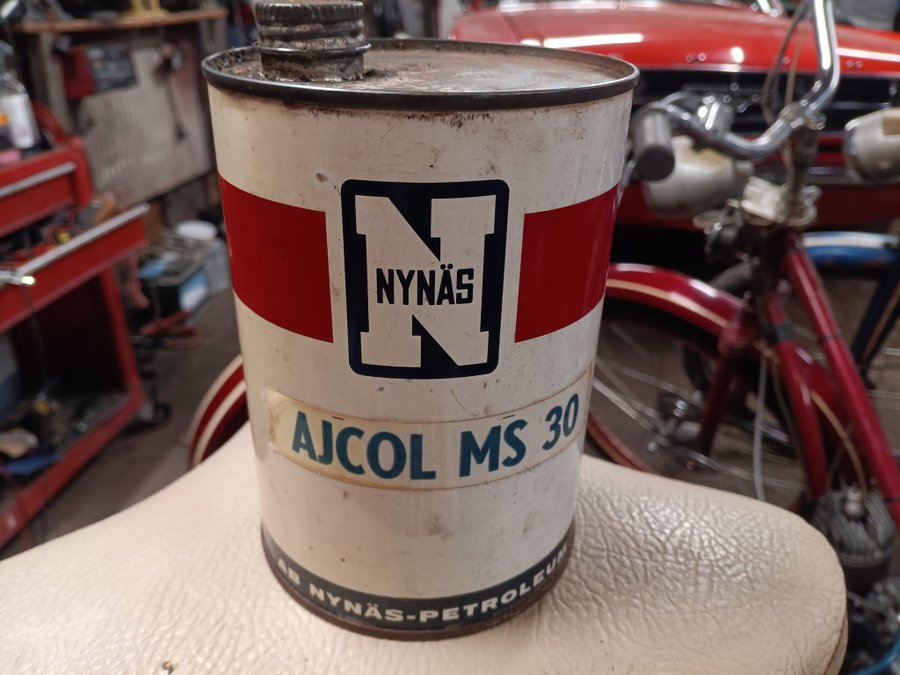 NYNÄS
AJCOL MS 30
AB NYNÄS-PETROLEUM